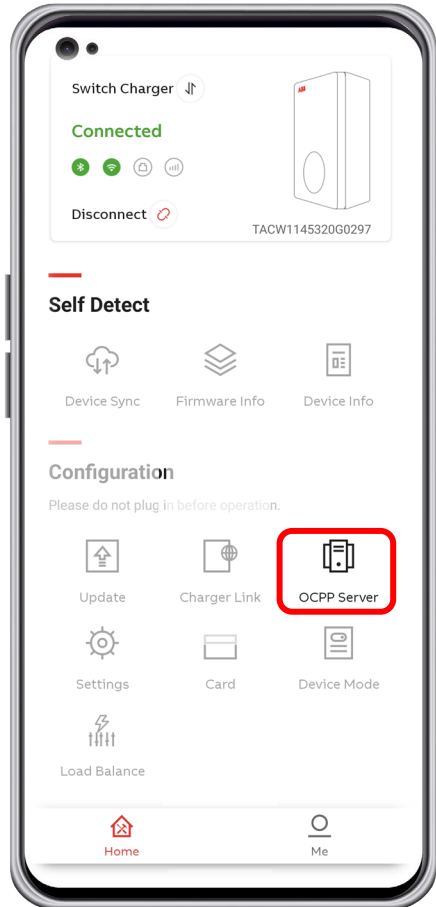 Switch Charger
ABB
Connected
Disconnect
TACW1145320G0297
Self Detect
Device Sync Firmware Info Device Info
Configuration
Please do not plug in before operation.
Update Charger Link OCPP Server
Settings Card Device Mode
Load Balance
Home Me